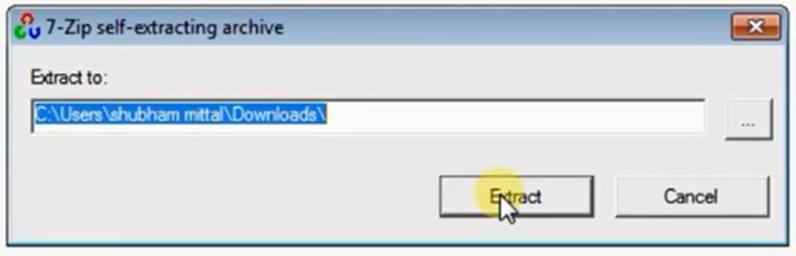 7-Zip self-extracting archive
Extract to:
C:\Users\shubham mittal\Downloads\
...
Extract
Cancel